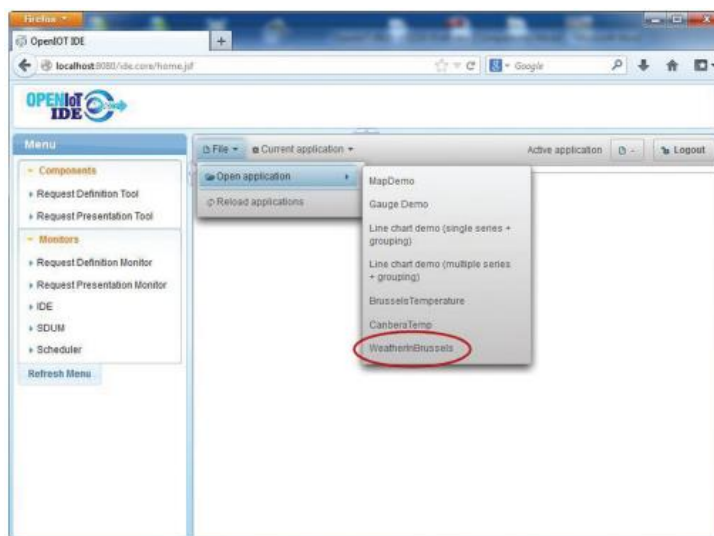 Firefox
OpenIOT IDE
+
localhost:8080/ide.core/home.jsf
Google
OPENIoT
IDE
Menu
File
Current application
Active application
-
Logout
Components
Request Definition Tool
Request Presentation Tool
Monitors
Request Definition Monitor
Request Presentation Monitor
IDE
SDUM
Scheduler
Refresh Menu
Open application
Reload applications
MapDemo
Gauge Demo
Line chart demo (single series +
grouping)
Line chart demo (multiple series
+ grouping)
BrusselsTemperature
CanberaTemp
WeatherInBrussels